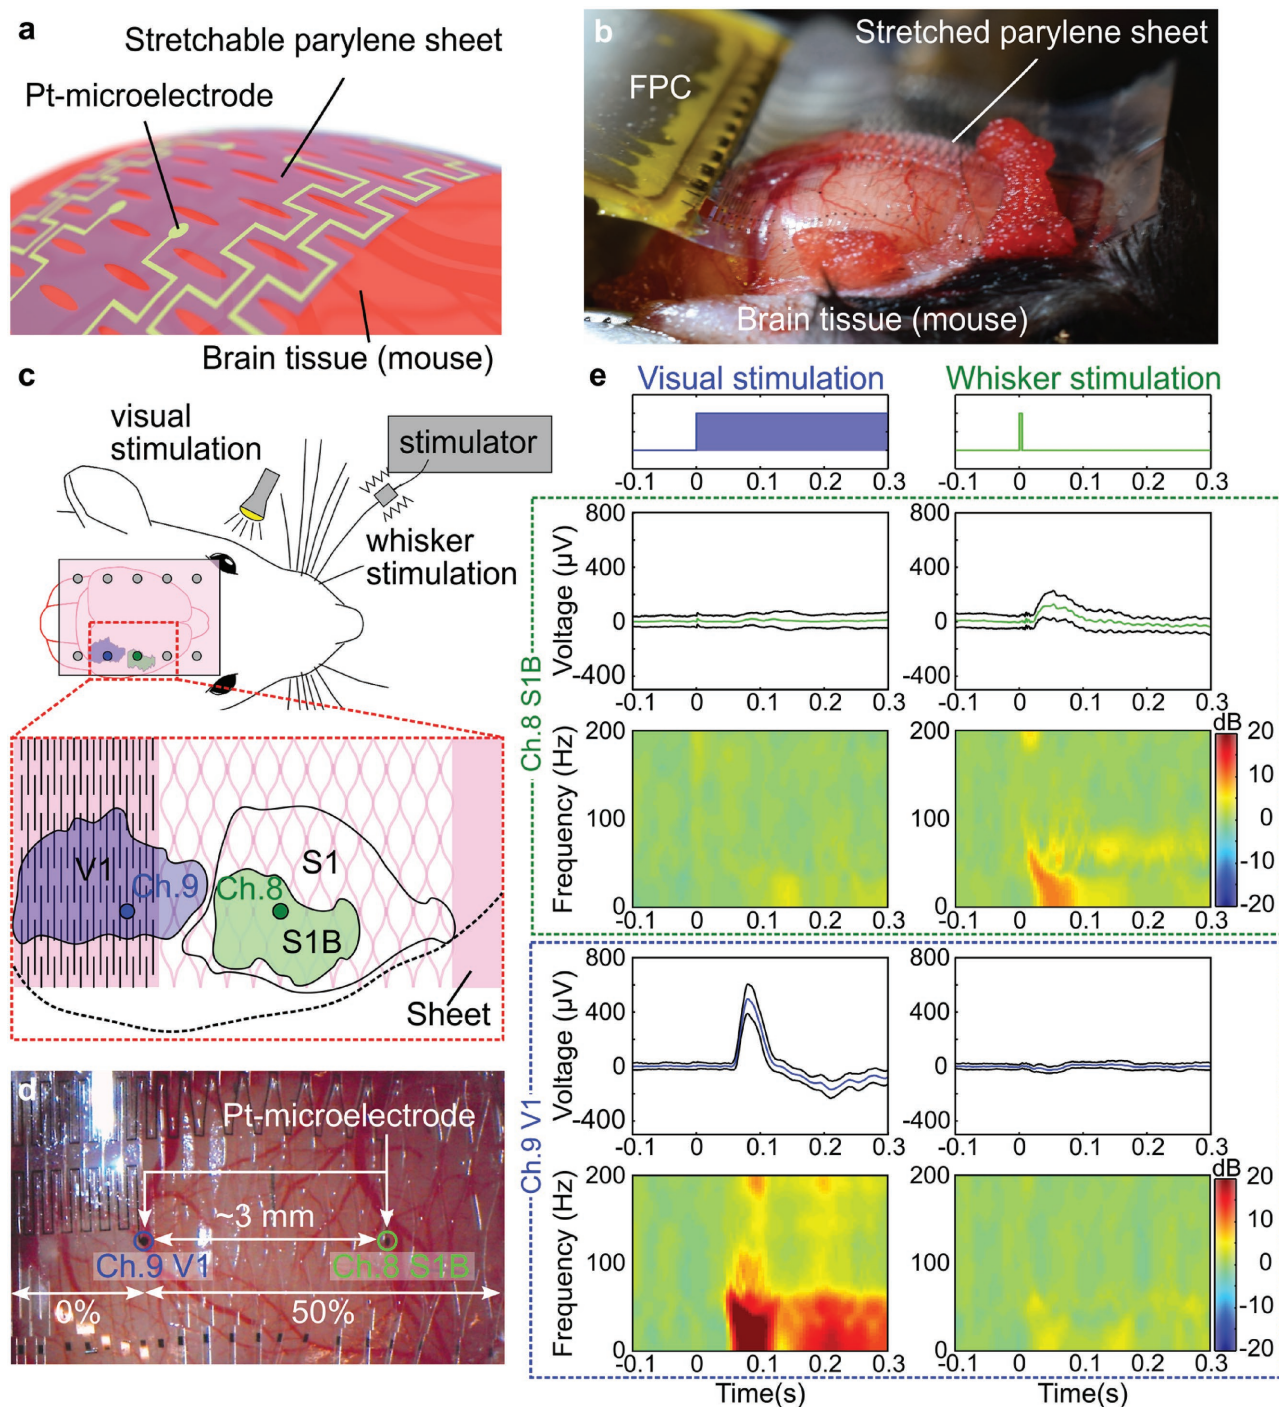 a
Stretchable parylene sheet
Pt-microelectrode
Brain tissue (mouse)
b
Stretched parylene sheet
FPC
Brain tissue (mouse)
c
visual
stimulation
stimulator
whisker
stimulation
V1
Ch.9
Ch.8
S1
S1B
Sheet
d
Pt-microelectrode
~3 mm
Ch.9 V1
Ch.8 S1B
0%
50%
e
Visual stimulation
Whisker stimulation
-0.1 0 0.1 0.2 0.3
-0.1 0 0.1 0.2 0.3
Ch.8 S1B
Voltage (µV)
800
400
0
-400
-0.1 0 0.1 0.2 0.3
800
400
0
-400
-0.1 0 0.1 0.2 0.3
Frequency (Hz)
200
100
0
-0.1 0 0.1 0.2 0.3
200
100
0
-0.1 0 0.1 0.2 0.3
dB
20
10
0
-10
-20
Ch.9 V1
Voltage (µV)
800
400
0
-400
-0.1 0 0.1 0.2 0.3
800
400
0
-400
-0.1 0 0.1 0.2 0.3
Frequency (Hz)
200
100
0
-0.1 0 0.1 0.2 0.3
Time(s)
200
100
0
-0.1 0 0.1 0.2 0.3
Time(s)
dB
20
10
0
-10
-20